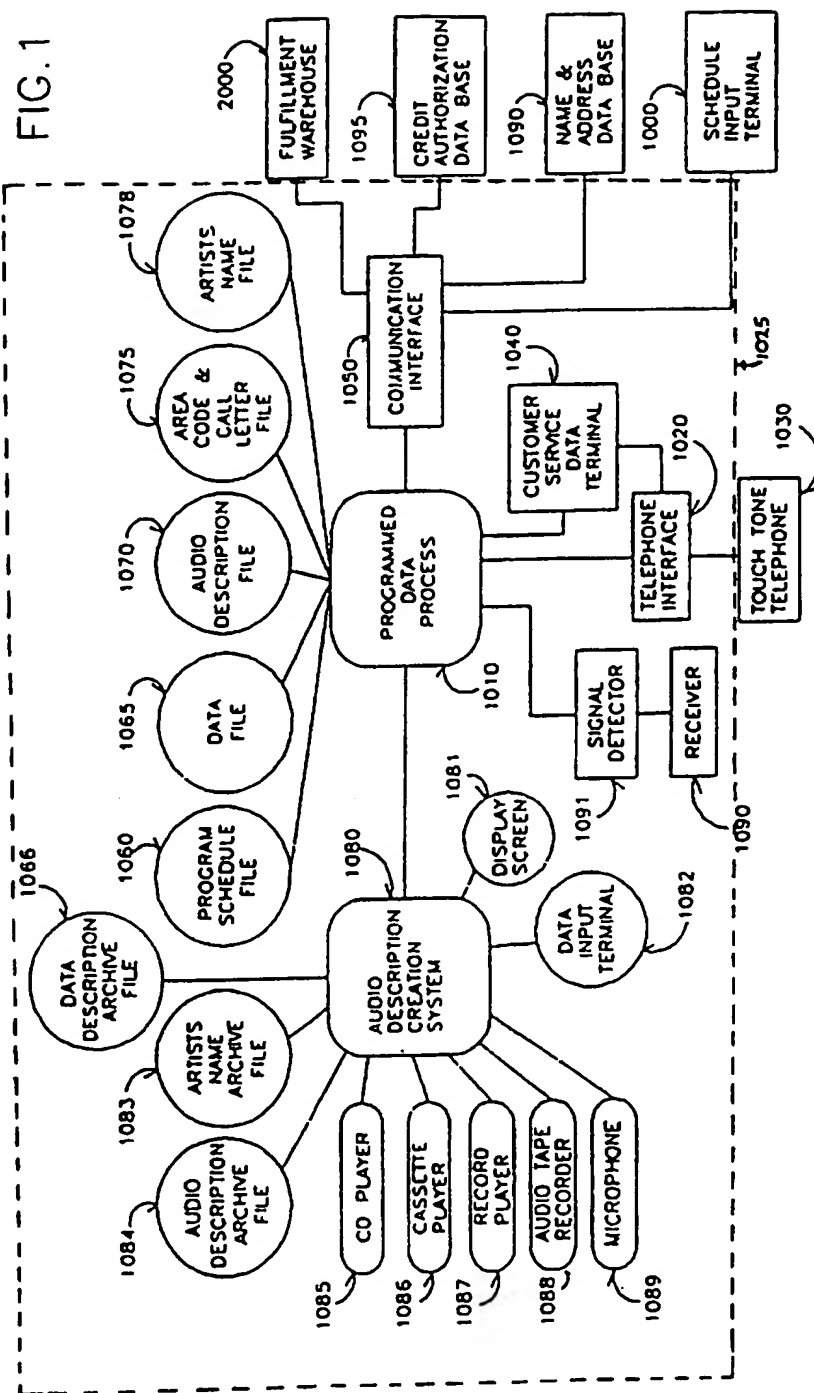 FIG. 1
2000
FULFILLMENT
WAREHOUSE
1095
CREDIT
AUTHORIZATION
DATA BASE
1090
NAME &
ADDRESS
DATA BASE
1000
SCHEDULE
INPUT
TERMINAL
1078
ARTISTS
NAME
FILE
1075
AREA
CODE &
CALL
LETTER
FILE
1070
AUDIO
DESCRIPTION
FILE
1065
DATA
FILE
1060
PROGRAM
SCHEDULE
FILE
1066
DATA
DESCRIPTION
ARCHIVE
FILE
1083
ARTISTS
NAME
ARCHIVE
FILE
1084
AUDIO
DESCRIPTION
ARCHIVE
FILE
1050
COMMUNICATION
INTERFACE
1040
CUSTOMER
SERVICE
DATA
TERMINAL
1020
TELEPHONE
INTERFACE
1025
1030
TOUCH TONE
TELEPHONE
PROGRAMMED
DATA
PROCESS
1010
SIGNAL
DETECTOR
1091
RECEIVER
1090
1080
AUDIO
DESCRIPTION
CREATION
SYSTEM
1081
DISPLAY
SCREEN
DATA
INPUT
TERMINAL
1082
CD PLAYER
1085
CASSETTE
PLAYER
1086
RECORD
PLAYER
1087
AUDIO TAPE
RECORDER
1088
MICROPHONE
1089